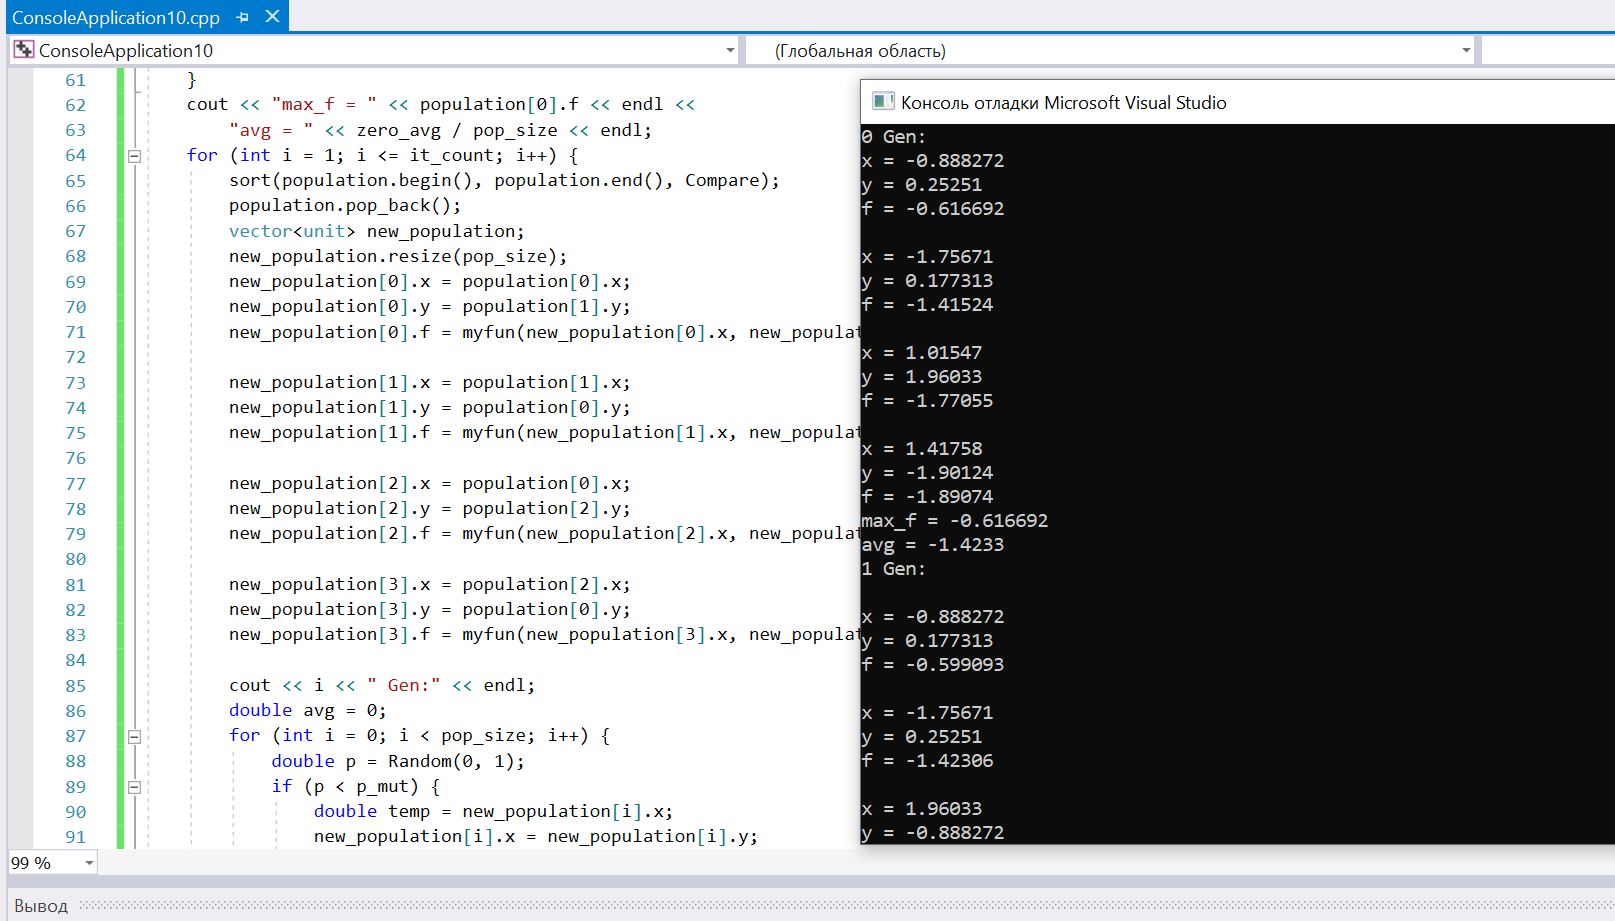 ConsoleApplication10.cpp
ConsoleApplication10
(Глобальная область)
61 }
62 cout << "max_f = " << population[0].f << endl <<
63 "avg = " << zero_avg / pop_size << endl;
64 for (int i = 1; i <= it_count; i++) {
65 sort(population.begin(), population.end(), Compare);
66 population.pop_back();
67 vector<unit> new_population;
68 new_population.resize(pop_size);
69 new_population[0].x = population[0].x;
70 new_population[0].y = population[1].y;
71 new_population[0].f = myfun(new_population[0].x, new_populat
72
73 new_population[1].x = population[1].x;
74 new_population[1].y = population[0].y;
75 new_population[1].f = myfun(new_population[1].x, new_populat
76
77 new_population[2].x = population[0].x;
78 new_population[2].y = population[2].y;
79 new_population[2].f = myfun(new_population[2].x, new_populat
80
81 new_population[3].x = population[2].x;
82 new_population[3].y = population[0].y;
83 new_population[3].f = myfun(new_population[3].x, new_populat
84
85 cout << i << " Gen:" << endl;
86 double avg = 0;
87 for (int i = 0; i < pop_size; i++) {
88 double p = Random(0, 1);
89 if (p < p_mut) {
90 double temp = new_population[i].x;
91 new_population[i].x = new_population[i].y;
99 %
Вывод
Консоль отладки Microsoft Visual Studio
0 Gen:
x = -0.888272
y = 0.25251
f = -0.616692
x = -1.75671
y = 0.177313
f = -1.41524
x = 1.01547
y = 1.96033
f = -1.77055
x = 1.41758
y = -1.90124
f = -1.89074
max_f = -0.616692
avg = -1.4233
1 Gen:
x = -0.888272
y = 0.177313
f = -0.599093
x = -1.75671
y = 0.25251
f = -1.42306
x = 1.96033
y = -0.888272